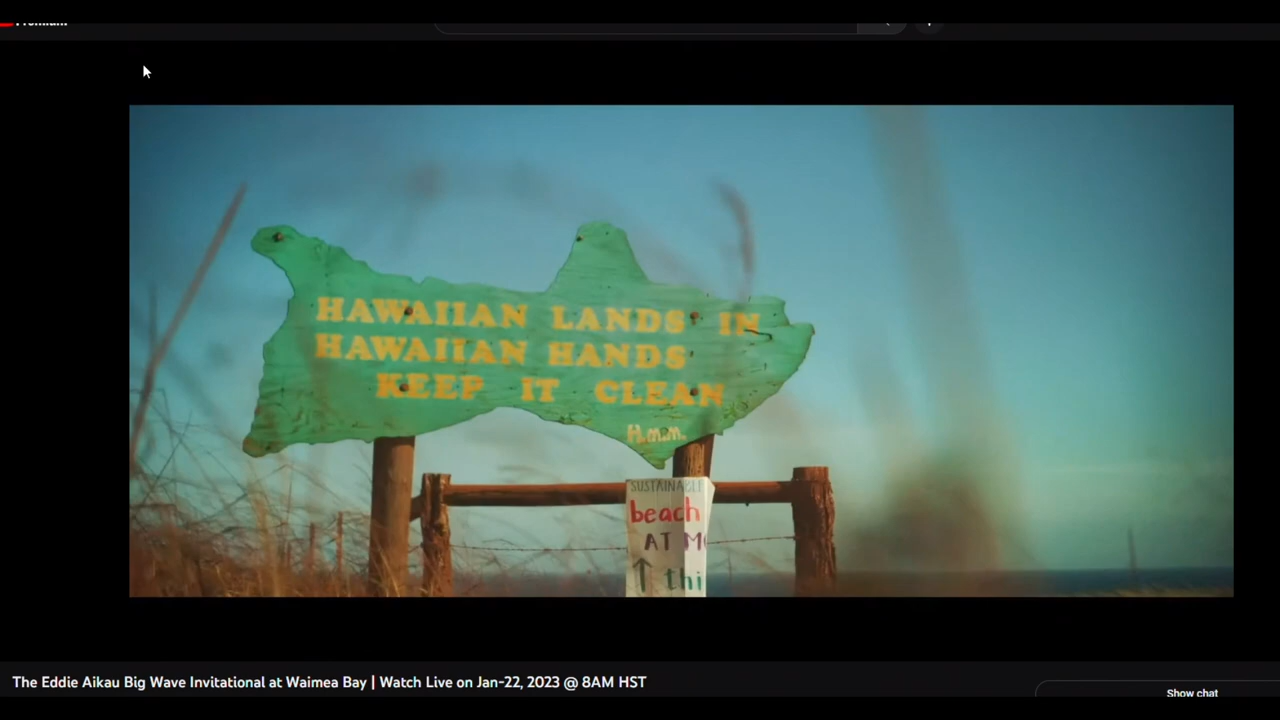 HAWAIIAN LANDS IN
HAWAIIAN HANDS
KEEP IT CLEAN
H.m.m.
SUSTAINABLE
beach
AT M
↑ thi
The Eddie Aikau Big Wave Invitational at Waimea Bay | Watch Live on Jan-22, 2023 @ 8AM HST
Show chat